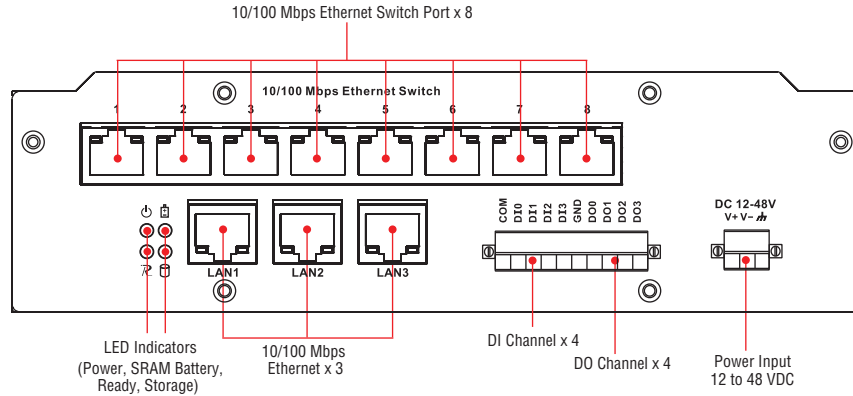 10/100 Mbps Ethernet Switch Port x 8
10/100 Mbps Ethernet Switch
1 2 3 4 5 6 7 8
COM DI0 DI1 DI2 DI3 GND DO0 DO1 DO2 DO3
DC 12-48V
V+ V-
LAN1 LAN2 LAN3
LED Indicators
(Power, SRAM Battery,
Ready, Storage)
10/100 Mbps
Ethernet x 3
DI Channel x 4
DO Channel x 4
Power Input
12 to 48 VDC